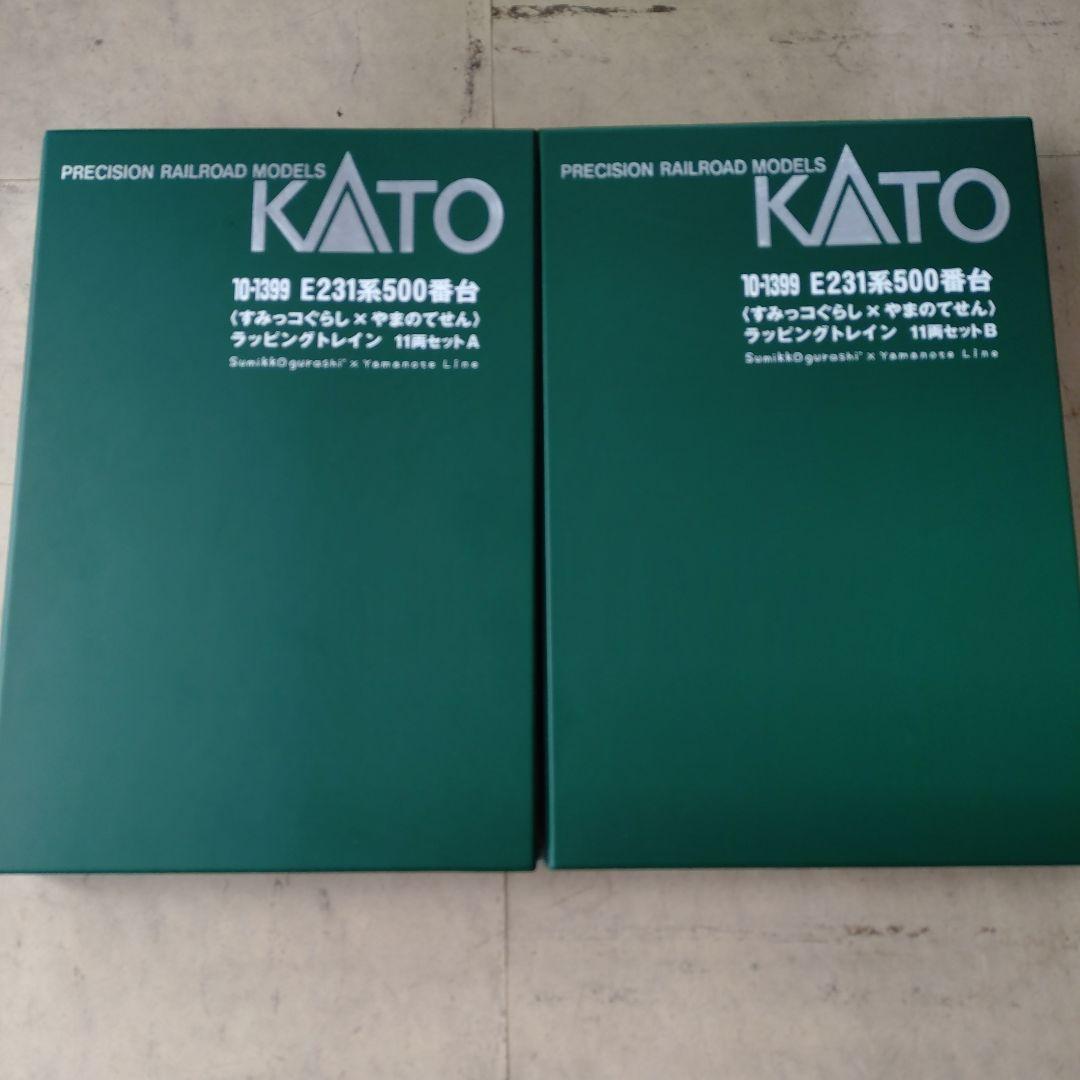 PRECISION RAILROAD MODELS
KATO
10-1399 E231系500番台
〈すみっコぐらし×やまのてせん〉
ラッピングトレイン 11両セットA
Sumikkogurashi × Yamanote Line
PRECISION RAILROAD MODELS
KATO
10-1399 E231系500番台
〈すみっコぐらし×やまのてせん〉
ラッピングトレイン 11両セットB
Sumikkogurashi × Yamanote Line